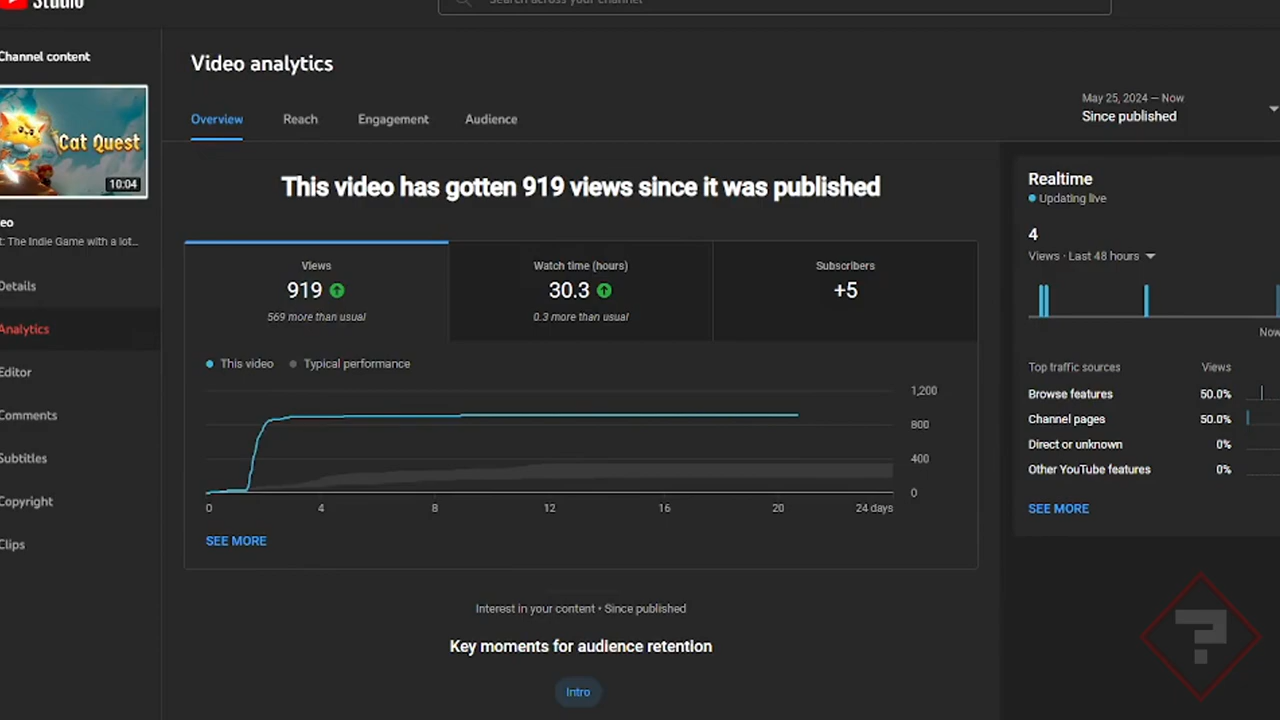 Studio
Search across your channel
Channel content
Cat Quest
10:04
eo
t: The Indie Game with a lot...
Details
Analytics
Editor
Comments
Subtitles
Copyright
Clips
Video analytics
Overview
Reach
Engagement
Audience
May 25, 2024 – Now
Since published
This video has gotten 919 views since it was published
Views
919
569 more than usual
Watch time (hours)
30.3
0.3 more than usual
Subscribers
+5
This video
Typical performance
1,200
800
400
0
0 4 8 12 16 20 24 days
SEE MORE
Interest in your content • Since published
Key moments for audience retention
Intro
Realtime
Updating live
4
Views · Last 48 hours
Now
Top traffic sources Views
Browse features 50.0%
Channel pages 50.0%
Direct or unknown 0%
Other YouTube features 0%
SEE MORE
?